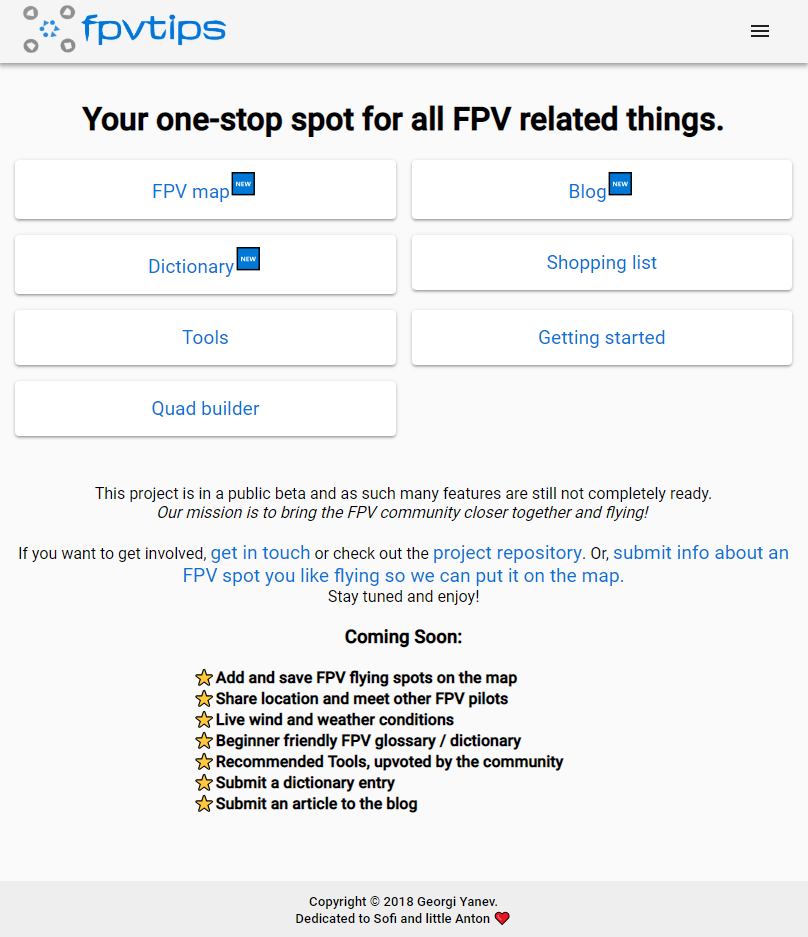 fpvtips
Your one-stop spot for all FPV related things.
FPV map NEW
Blog NEW
Dictionary NEW
Shopping list
Tools
Getting started
Quad builder
This project is in a public beta and as such many features are still not completely ready.
Our mission is to bring the FPV community closer together and flying!
If you want to get involved, get in touch or check out the project repository. Or, submit info about an
FPV spot you like flying so we can put it on the map.
Stay tuned and enjoy!
Coming Soon:
Add and save FPV flying spots on the map
Share location and meet other FPV pilots
Live wind and weather conditions
Beginner friendly FPV glossary / dictionary
Recommended Tools, upvoted by the community
Submit a dictionary entry
Submit an article to the blog
Copyright © 2018 Georgi Yanev.
Dedicated to Sofi and little Anton ❤